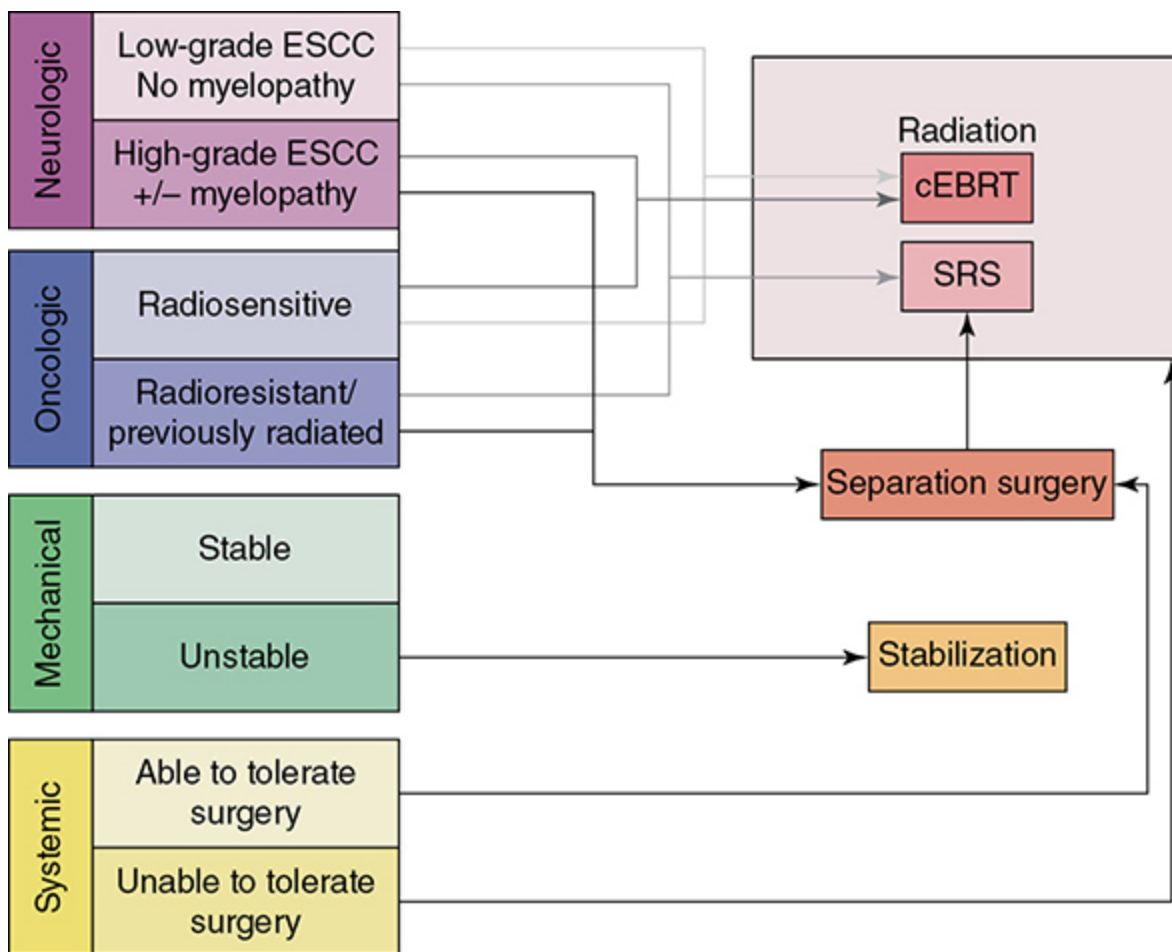 Neurologic
Low-grade ESCC
No myelopathy
High-grade ESCC
+/– myelopathy
Oncologic
Radiosensitive
Radioresistant/
previously radiated
Mechanical
Stable
Unstable
Systemic
Able to tolerate
surgery
Unable to tolerate
surgery
Radiation
cEBRT
SRS
Separation surgery
Stabilization